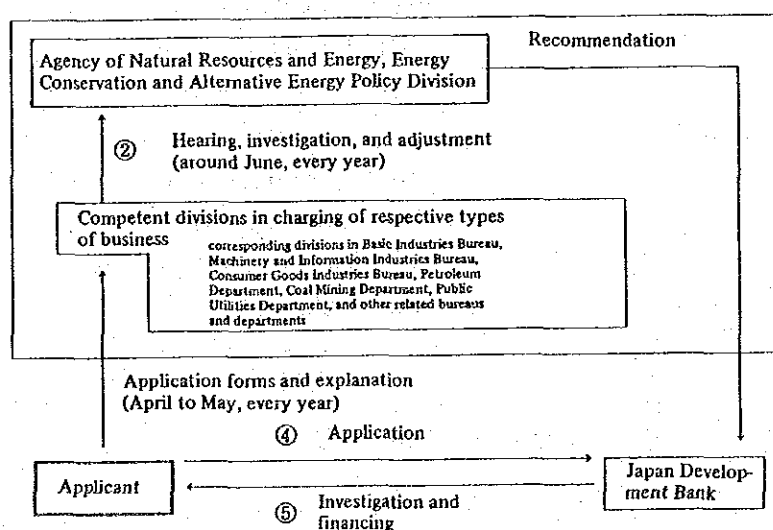 Recommendation
Agency of Natural Resources and Energy, Energy
Conservation and Alternative Energy Policy Division
② Hearing, investigation, and adjustment
(around June, every year)
Competent divisions in charging of respective types
of business
corresponding divisions in Basic Industries Bureau,
Machinery and Information Industries Bureau,
Consumer Goods Industries Bureau, Petroleum
Department, Coal Mining Department, Public
Utilities Department, and other related bureaus
and departments
Application forms and explanation
(April to May, every year)
④ Application
Applicant
Japan Develop-
ment Bank
⑤ Investigation and
financing